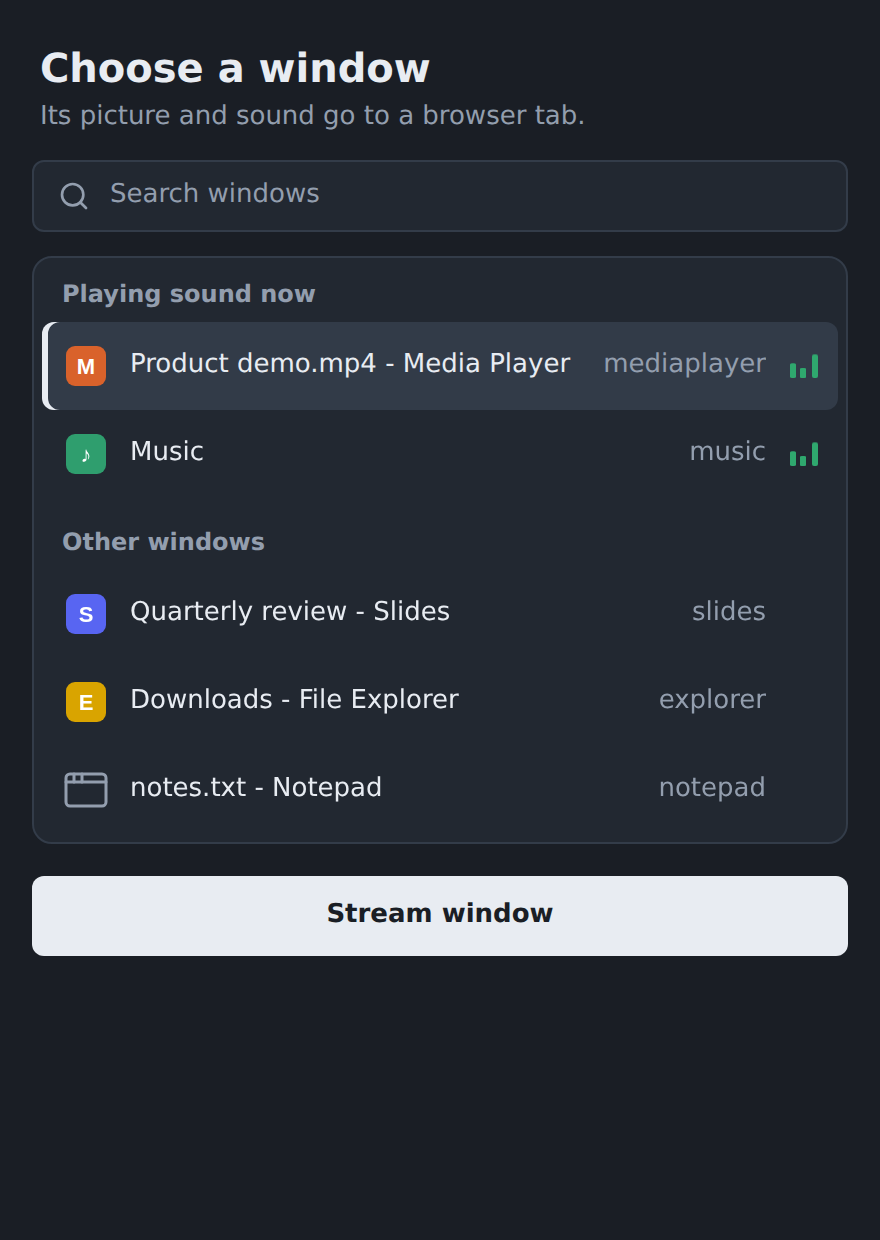 Choose a window
Its picture and sound go to a browser tab.
Search windows
Playing sound now
M Product demo.mp4 - Media Player mediaplayer
♪ Music music
Other windows
S Quarterly review - Slides slides
E Downloads - File Explorer explorer
notes.txt - Notepad notepad
Stream window